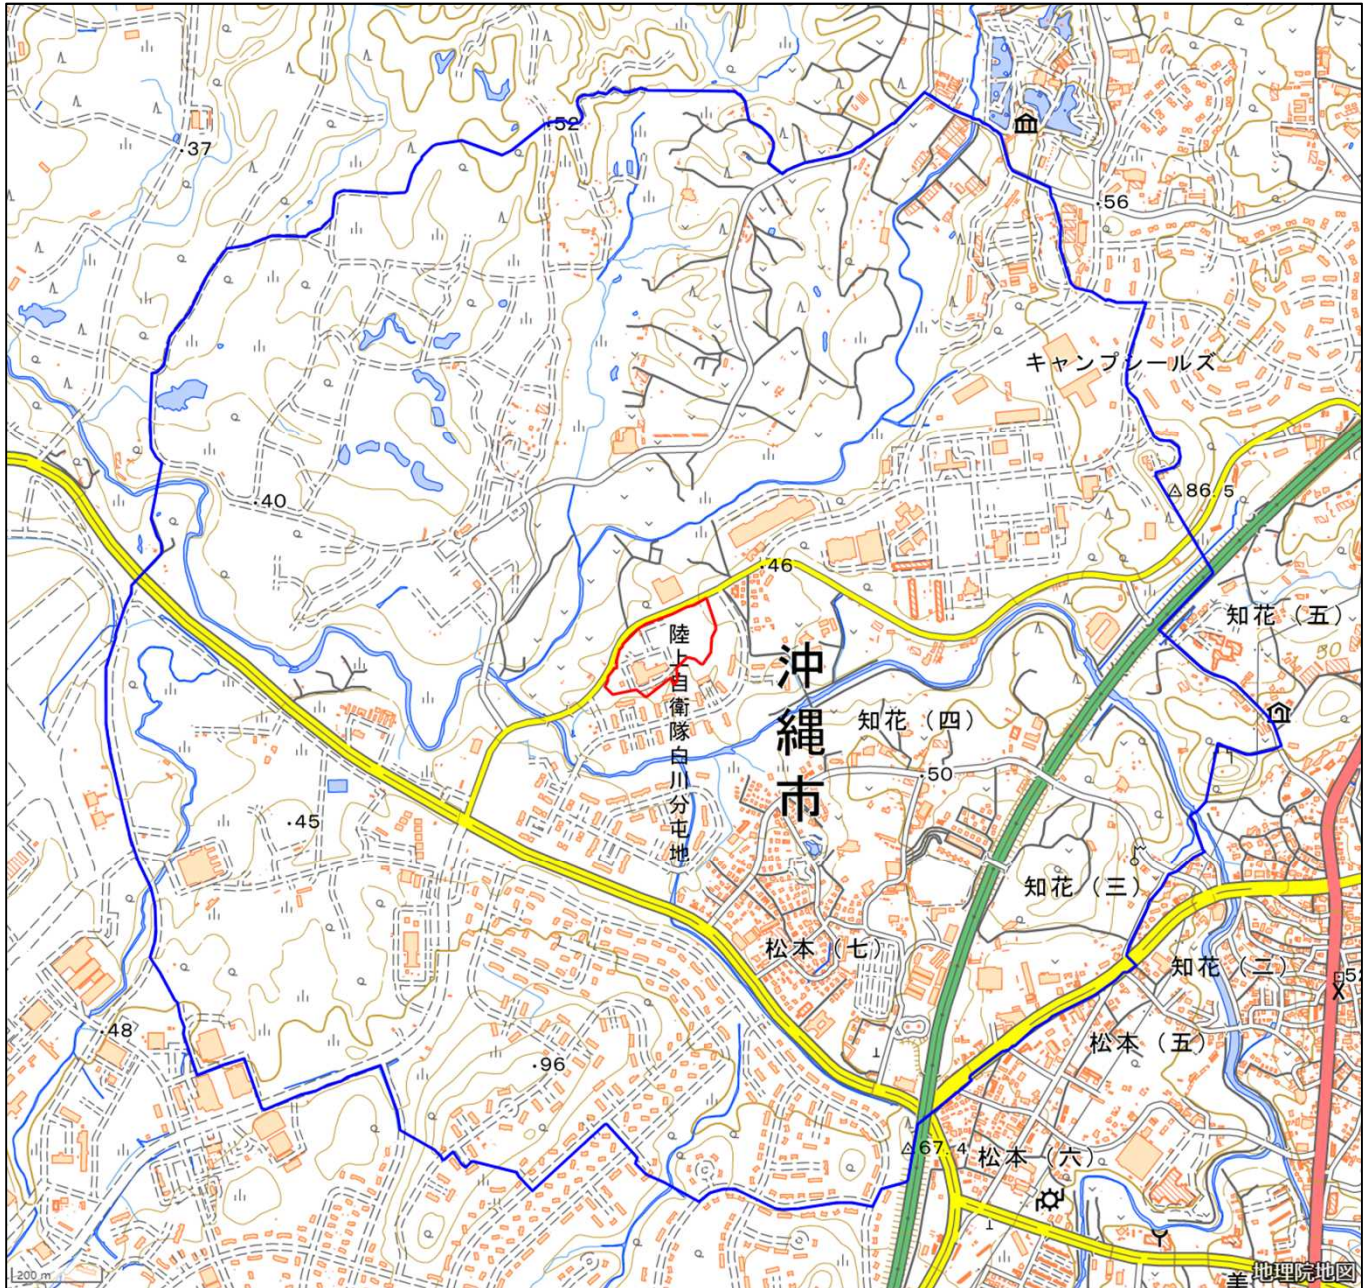 ・52
・37
・56
キャンプシールズ
△86.5
・40
・46
知花（五）
50
陸上自衛隊白川分屯地
沖縄市
知花（四）
・50
・45
知花（三）
松本（七）
知花（二）
・48
松本（五）
・96
△67.4
松本（六）
200 m
地理院地図